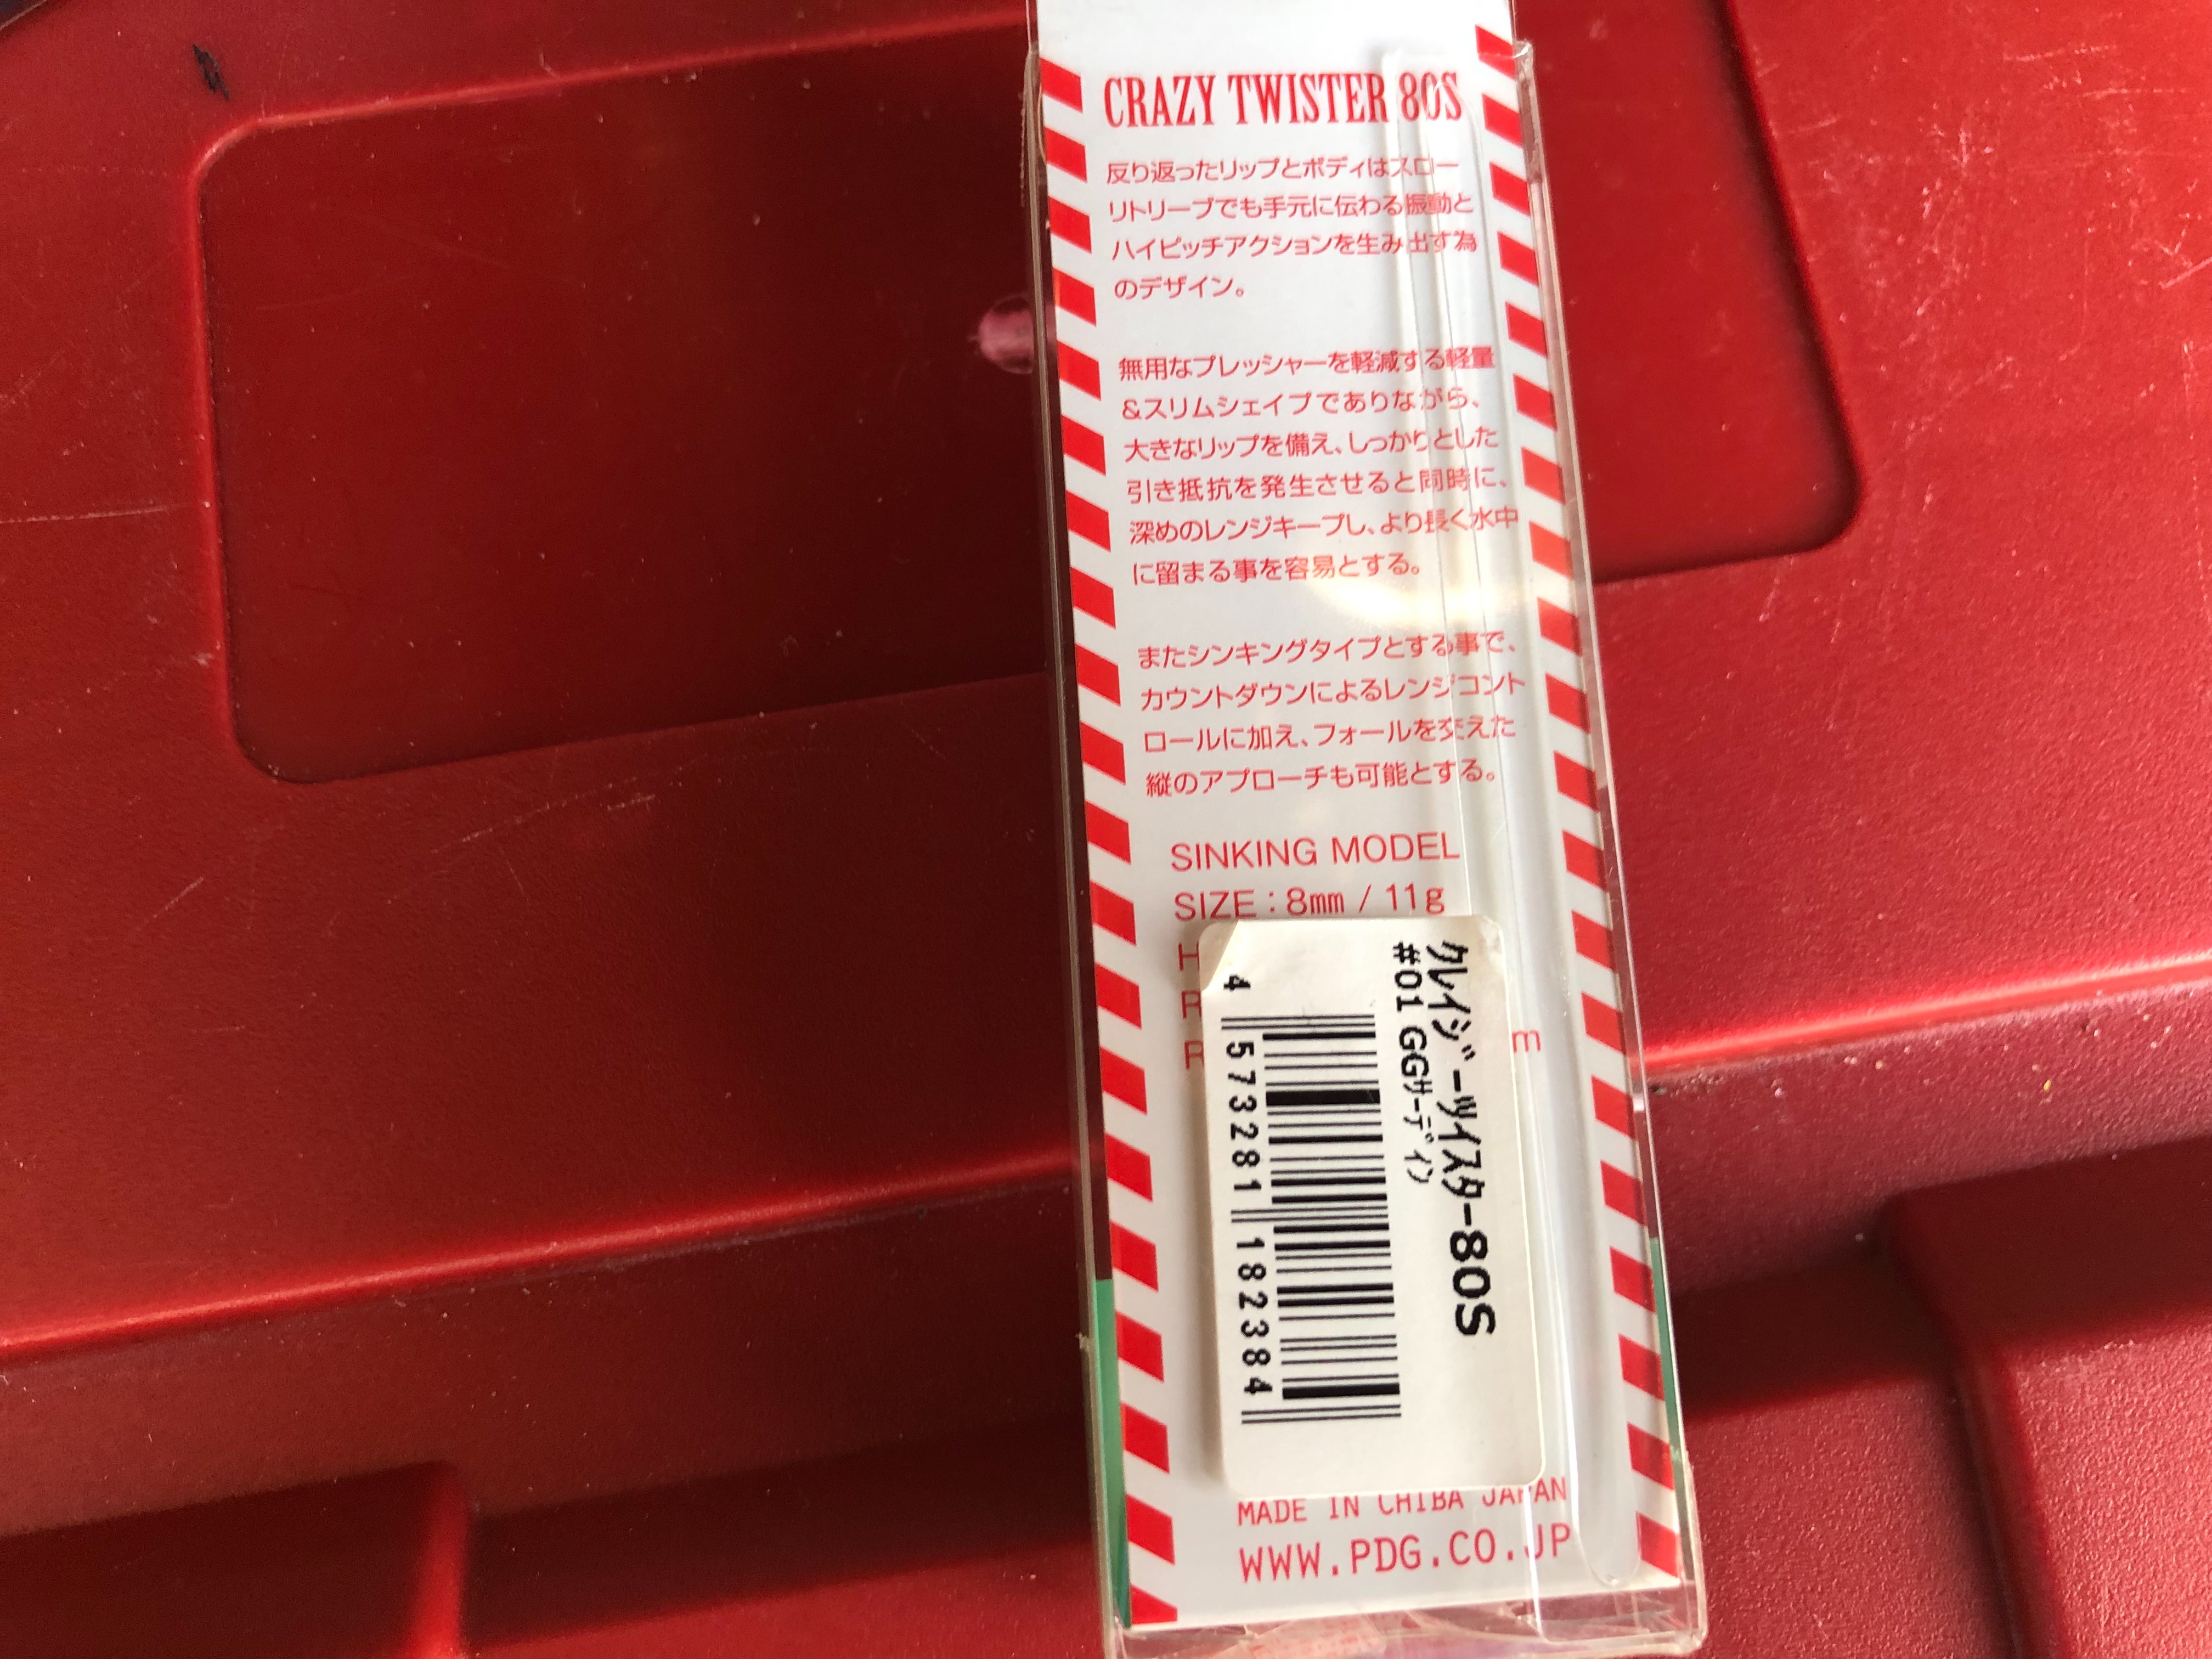 CRAZY TWISTER 80S
反り返ったリップとボディはスロー
リトリーブでも手元に伝わる振動と
ハイピッチアクションを生み出す為
のデザイン。
無用なプレッシャーを軽減する軽量
&スリムシェイプでありながら、
大きなリップを備え、しっかりとした
引き抵抗を発生させると同時に、
深めのレンジキープし、より長く水中
に留まる事を容易とする。
またシンキングタイプとする事で、
カウントダウンによるレンジコント
ロールに加え、フォールを交えた
縦のアプローチも可能とする。
SINKING MODEL
SIZE : 8mm / 11g
H
R
R m
クレイジーツイスター80S
#01 GGサーディン
4 573281 182384
MADE IN CHIBA JAPAN
WWW.PDG.CO.JP